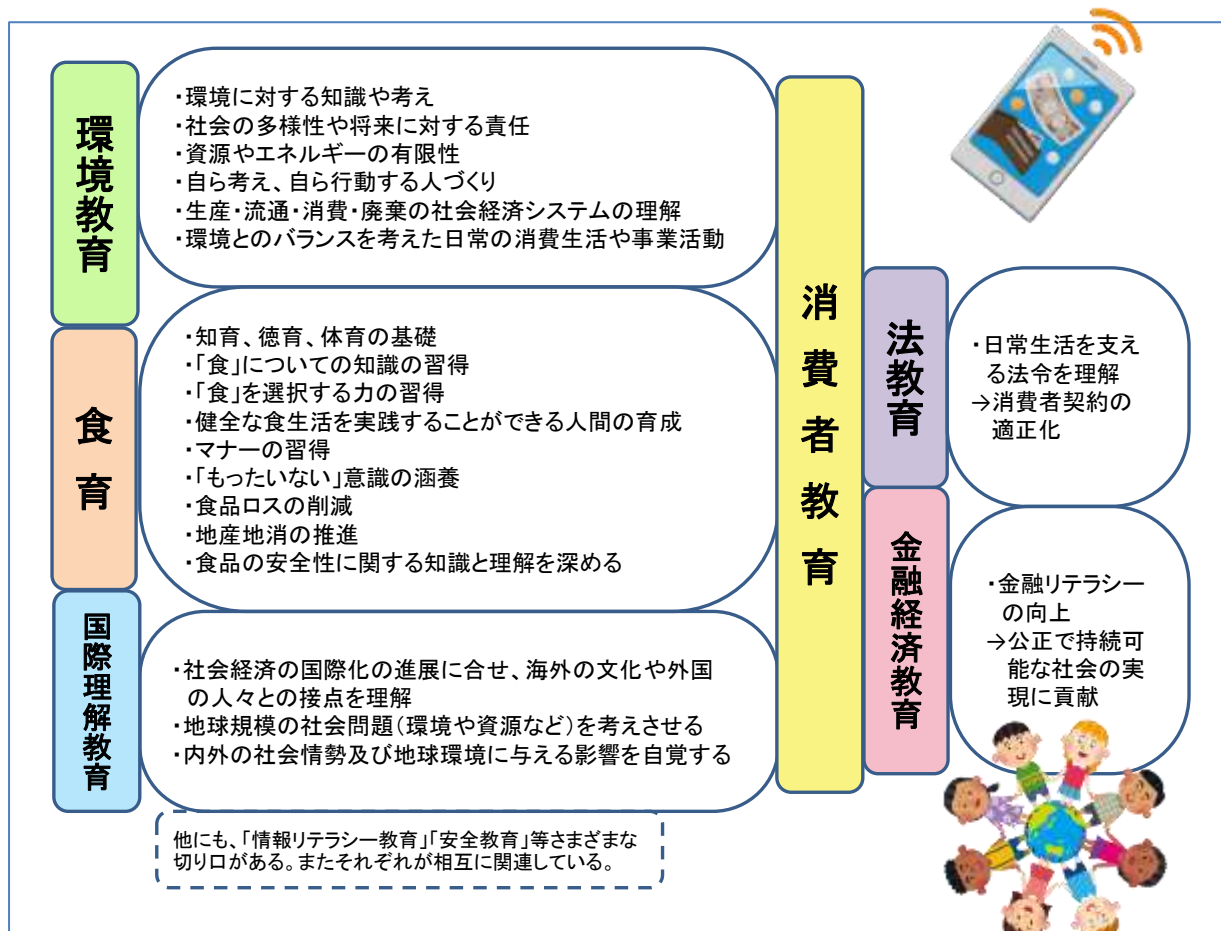 環境教育
・環境に対する知識や考え
・社会の多様性や将来に対する責任
・資源やエネルギーの有限性
・自ら考え、自ら行動する人づくり
・生産・流通・消費・廃棄の社会経済システムの理解
・環境とのバランスを考えた日常の消費生活や事業活動
食育
・知育、徳育、体育の基礎
・「食」についての知識の習得
・「食」を選択する力の習得
・健全な食生活を実践することができる人間の育成
・マナーの習得
・「もったいない」意識の涵養
・食品ロスの削減
・地産地消の推進
・食品の安全性に関する知識と理解を深める
国際理解教育
・社会経済の国際化の進展に合せ、海外の文化や外国
の人々との接点を理解
・地球規模の社会問題(環境や資源など)を考えさせる
・内外の社会情勢及び地球環境に与える影響を自覚する
消費者教育
法教育
・日常生活を支え
る法令を理解
→消費者契約の
適正化
金融経済教育
・金融リテラシー
の向上
→公正で持続可
能な社会の実
現に貢献
他にも、「情報リテラシー教育」「安全教育」等さまざまな
切り口がある。またそれぞれが相互に関連している。